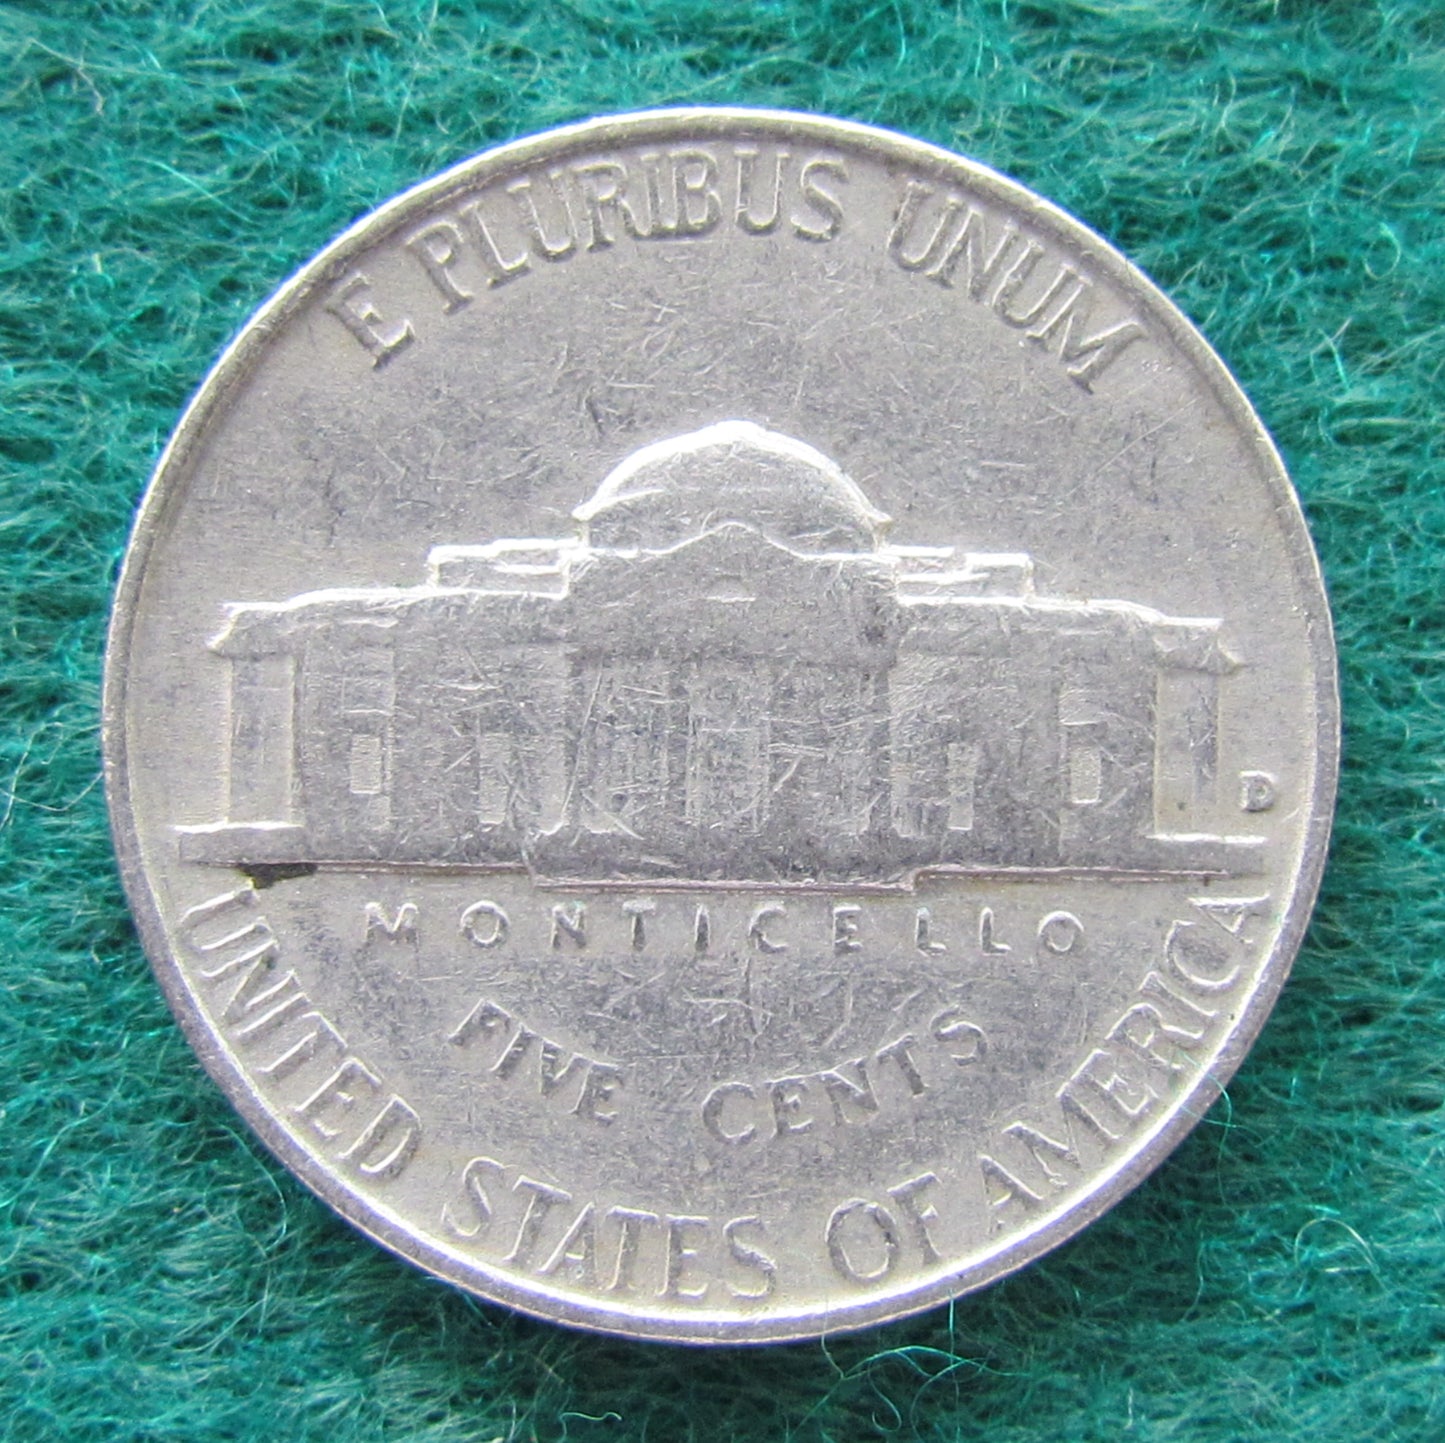 E PLURIBUS UNUM
D
MONTICELLO
FIVE CENTS
UNITED STATES OF AMERICA